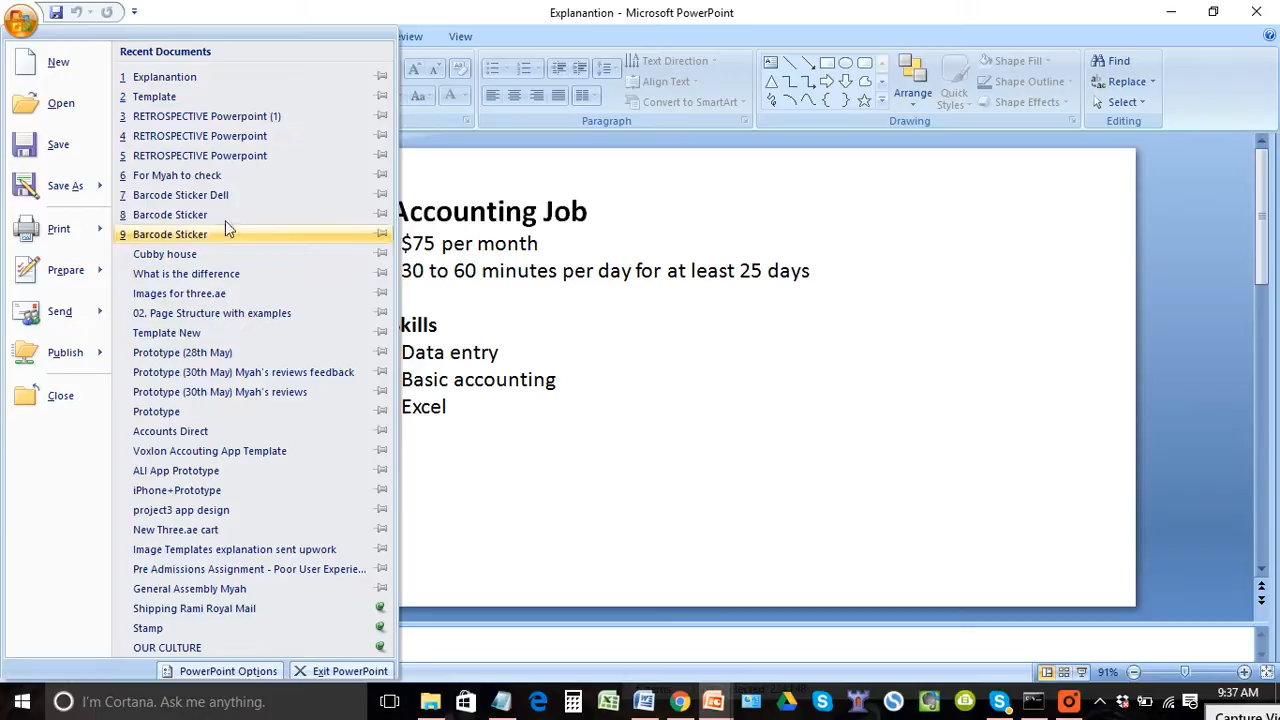 Explanantion - Microsoft PowerPoint
View
Recent Documents
New
Open
Save
Save As
Print
Prepare
Send
Publish
Close
1 Explanantion
2 Template
3 RETROSPECTIVE Powerpoint (1)
4 RETROSPECTIVE Powerpoint
5 RETROSPECTIVE Powerpoint
6 For Myah to check
7 Barcode Sticker Dell
8 Barcode Sticker
9 Barcode Sticker
Cubby house
What is the difference
Images for three.ae
02. Page Structure with examples
Template New
Prototype (28th May)
Prototype (30th May) Myah's reviews feedback
Prototype (30th May) Myah's reviews
Prototype
Accounts Direct
Voxlon Accouting App Template
ALI App Prototype
iPhone+Prototype
project3 app design
New Three.ae cart
Image Templates explanation sent upwork
Pre Admissions Assignment - Poor User Experie...
General Assembly Myah
Shipping Rami Royal Mail
Stamp
OUR CULTURE
PowerPoint Options
Exit PowerPoint
Text Direction
Align Text
Convert to SmartArt
Paragraph
Arrange
Quick
Styles
Shape Fill
Shape Outline
Shape Effects
Drawing
Find
Replace
Select
Editing
Accounting Job
$75 per month
30 to 60 minutes per day for at least 25 days
Skills
Data entry
Basic accounting
Excel
91%
I'm Cortana. Ask me anything.
9:37 AM